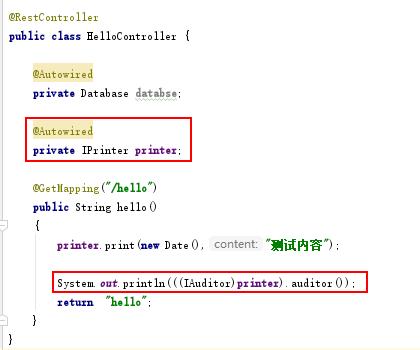 @RestController
public class HelloController {
@Autowired
private Database databse;
@Autowired
private IPrinter printer;
@GetMapping("/hello")
public String hello()
{
printer.print(new Date(), content: "测试内容");
System.out.println(((IAuditor)printer).auditor());
return "hello";
}
}